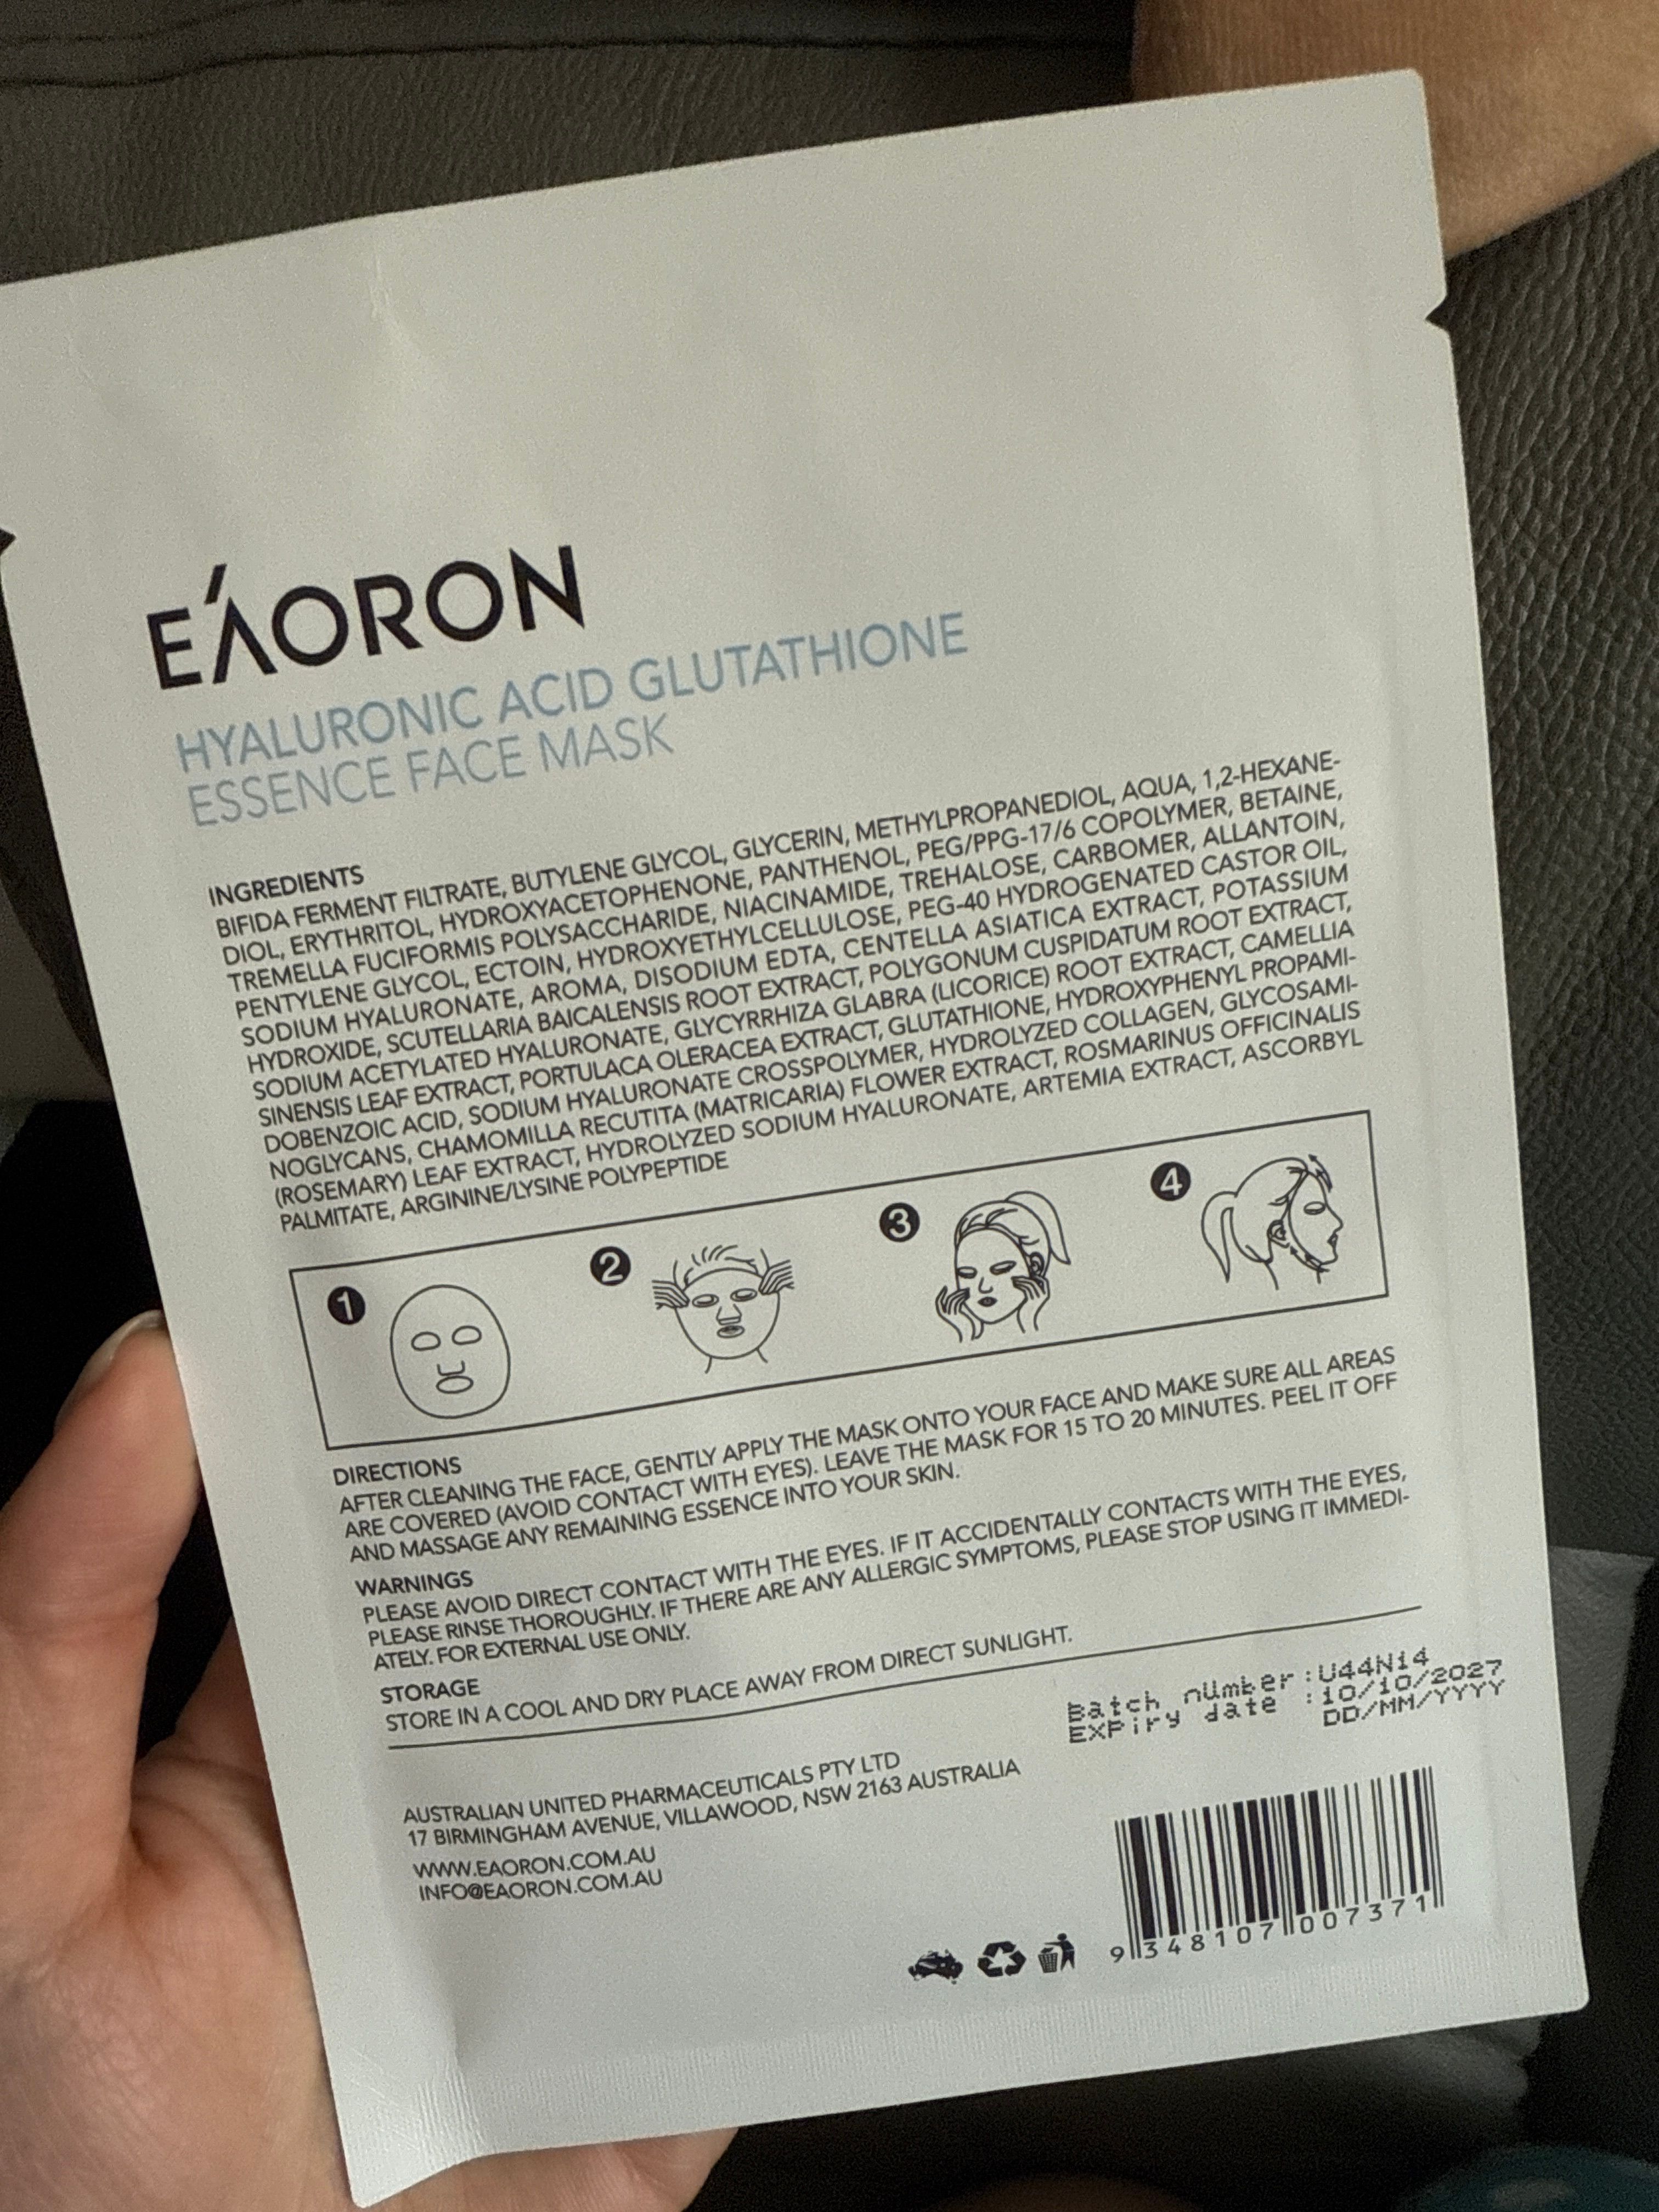 EÁORON
HYALURONIC ACID GLUTATHIONE
ESSENCE FACE MASK
INGREDIENTS
BIFIDA FERMENT FILTRATE, BUTYLENE GLYCOL, GLYCERIN, METHYLPROPANEDIOL, AQUA, 1,2-HEXANE-
DIOL, ERYTHRITOL, HYDROXYACETOPHENONE, PANTHENOL, PEG/PPG-17/6 COPOLYMER, BETAINE,
TREMELLA FUCIFORMIS POLYSACCHARIDE, NIACINAMIDE, TREHALOSE, CARBOMER, ALLANTOIN,
PENTYLENE GLYCOL, ECTOIN, HYDROXYETHYLCELLULOSE, PEG-40 HYDROGENATED CASTOR OIL,
SODIUM HYALURONATE, AROMA, DISODIUM EDTA, CENTELLA ASIATICA EXTRACT, POTASSIUM
HYDROXIDE, SCUTELLARIA BAICALENSIS ROOT EXTRACT, POLYGONUM CUSPIDATUM ROOT EXTRACT,
SODIUM ACETYLATED HYALURONATE, GLYCYRRHIZA GLABRA (LICORICE) ROOT EXTRACT, CAMELLIA
SINENSIS LEAF EXTRACT, PORTULACA OLERACEA EXTRACT, GLUTATHIONE, HYDROXYPHENYL PROPAMI-
DOBENZOIC ACID, SODIUM HYALURONATE CROSSPOLYMER, HYDROLYZED COLLAGEN, GLYCOSAMI-
NOGLYCANS, CHAMOMILLA RECUTITA (MATRICARIA) FLOWER EXTRACT, ROSMARINUS OFFICINALIS
(ROSEMARY) LEAF EXTRACT, HYDROLYZED SODIUM HYALURONATE, ARTEMIA EXTRACT, ASCORBYL
PALMITATE, ARGININE/LYSINE POLYPEPTIDE
1 2 3 4
DIRECTIONS
AFTER CLEANING THE FACE, GENTLY APPLY THE MASK ONTO YOUR FACE AND MAKE SURE ALL AREAS
ARE COVERED (AVOID CONTACT WITH EYES). LEAVE THE MASK FOR 15 TO 20 MINUTES. PEEL IT OFF
AND MASSAGE ANY REMAINING ESSENCE INTO YOUR SKIN.
WARNINGS
PLEASE AVOID DIRECT CONTACT WITH THE EYES. IF IT ACCIDENTALLY CONTACTS WITH THE EYES,
PLEASE RINSE THOROUGHLY. IF THERE ARE ANY ALLERGIC SYMPTOMS, PLEASE STOP USING IT IMMEDI-
ATELY. FOR EXTERNAL USE ONLY.
STORAGE
STORE IN A COOL AND DRY PLACE AWAY FROM DIRECT SUNLIGHT.
Batch number :U44N14
EXPiry date :10/10/2027
DD/MM/YYYY
AUSTRALIAN UNITED PHARMACEUTICALS PTY LTD
17 BIRMINGHAM AVENUE, VILLAWOOD, NSW 2163 AUSTRALIA
WWW.EAORON.COM.AU
INFO@EAORON.COM.AU
9 348107 007371